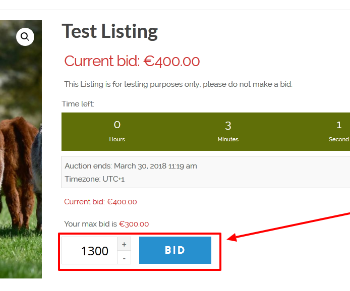 Test Listing
Current bid: €400.00
This Listing is for testing purposes only, please do not make a bid.
Time left:
0 3 1
Hours Minutes Second
Auction ends: March 30, 2018 11:19 am
Timezone: UTC+1
Current bid: €400.00
Your max bid is €300.00
1300 + - BID